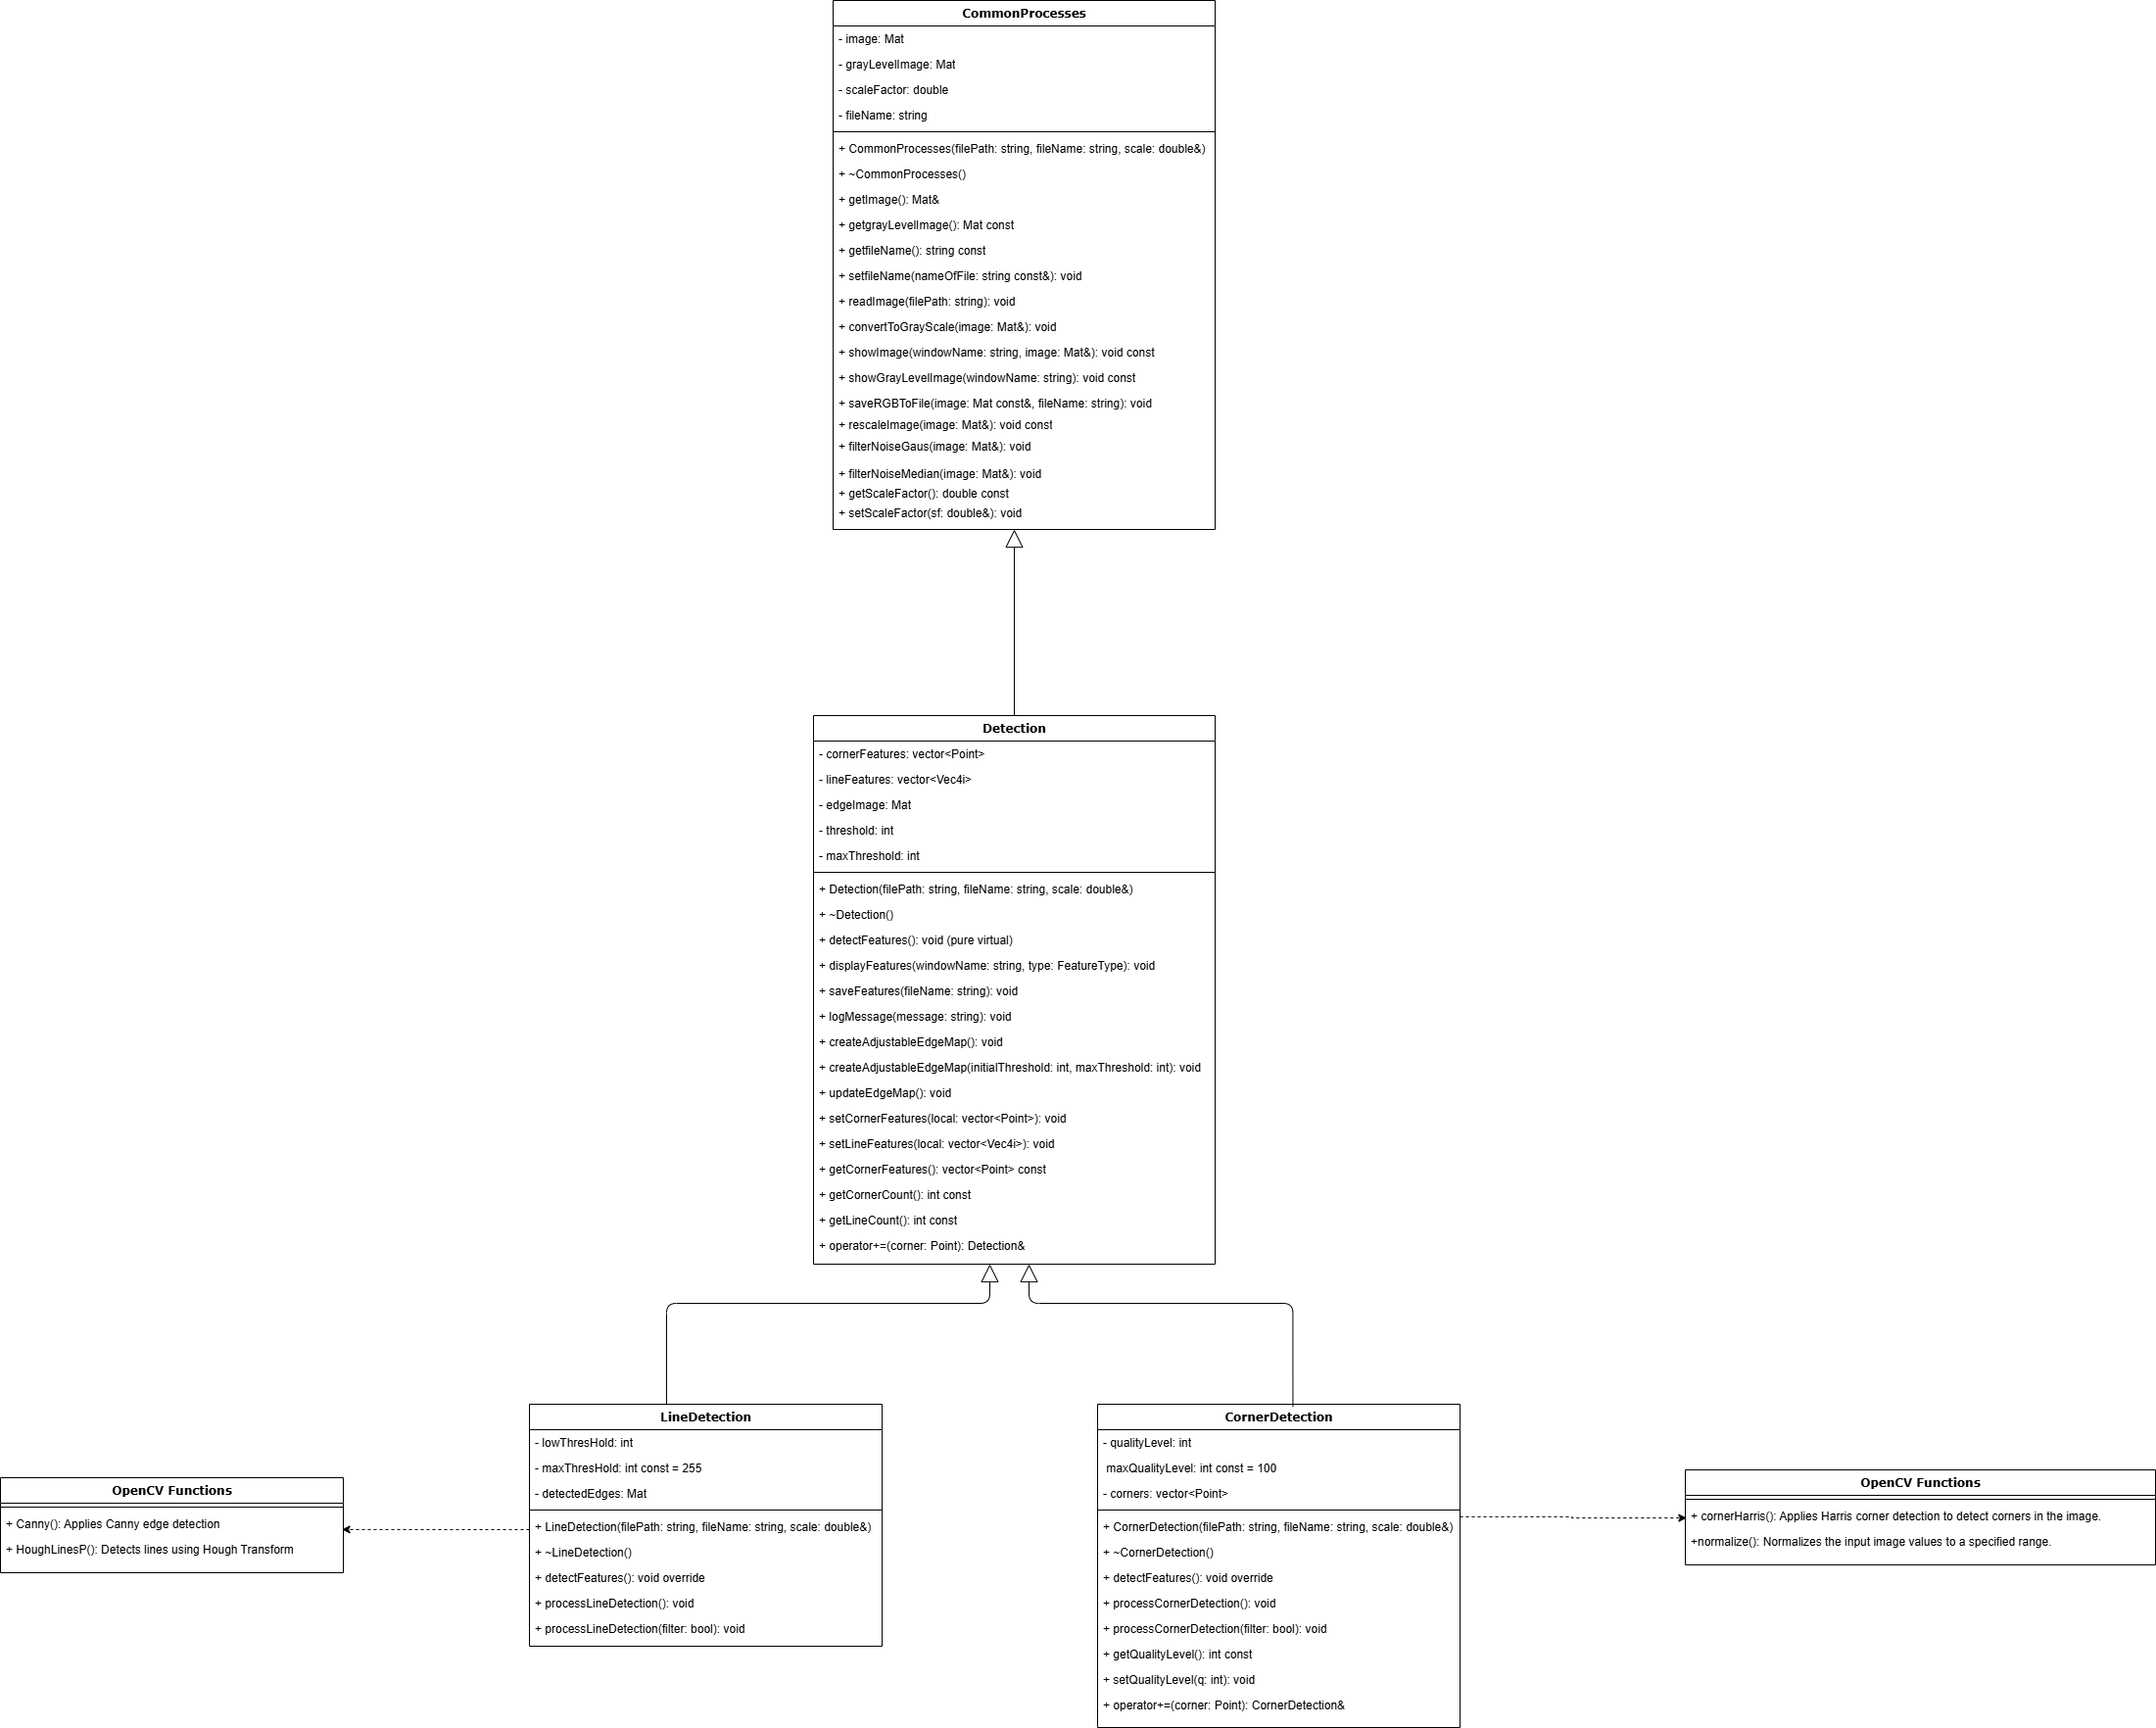 CommonProcesses
- image: Mat
- grayLevelImage: Mat
- scaleFactor: double
- fileName: string
+ CommonProcesses(filePath: string, fileName: string, scale: double&)
+ ~CommonProcesses()
+ getImage(): Mat&
+ getgrayLevelImage(): Mat const
+ getfileName(): string const
+ setfileName(nameOfFile: string const&): void
+ readImage(filePath: string): void
+ convertToGrayScale(image: Mat&): void
+ showImage(windowName: string, image: Mat&): void const
+ showGrayLevelImage(windowName: string): void const
+ saveRGBToFile(image: Mat const&, fileName: string): void
+ rescaleImage(image: Mat&): void const
+ filterNoiseGaus(image: Mat&): void
+ filterNoiseMedian(image: Mat&): void
+ getScaleFactor(): double const
+ setScaleFactor(sf: double&): void
Detection
- cornerFeatures: vector<Point>
- lineFeatures: vector<Vec4i>
- edgeImage: Mat
- threshold: int
- maxThreshold: int
+ Detection(filePath: string, fileName: string, scale: double&)
+ ~Detection()
+ detectFeatures(): void (pure virtual)
+ displayFeatures(windowName: string, type: FeatureType): void
+ saveFeatures(fileName: string): void
+ logMessage(message: string): void
+ createAdjustableEdgeMap(): void
+ createAdjustableEdgeMap(initialThreshold: int, maxThreshold: int): void
+ updateEdgeMap(): void
+ setCornerFeatures(local: vector<Point>): void
+ setLineFeatures(local: vector<Vec4i>): void
+ getCornerFeatures(): vector<Point> const
+ getCornerCount(): int const
+ getLineCount(): int const
+ operator+=(corner: Point): Detection&
OpenCV Functions
+ Canny(): Applies Canny edge detection
+ HoughLinesP(): Detects lines using Hough Transform
LineDetection
- lowThresHold: int
- maxThresHold: int const = 255
- detectedEdges: Mat
+ LineDetection(filePath: string, fileName: string, scale: double&)
+ ~LineDetection()
+ detectFeatures(): void override
+ processLineDetection(): void
+ processLineDetection(filter: bool): void
CornerDetection
- qualityLevel: int
maxQualityLevel: int const = 100
- corners: vector<Point>
+ CornerDetection(filePath: string, fileName: string, scale: double&)
+ ~CornerDetection()
+ detectFeatures(): void override
+ processCornerDetection(): void
+ processCornerDetection(filter: bool): void
+ getQualityLevel(): int const
+ setQualityLevel(q: int): void
+ operator+=(corner: Point): CornerDetection&
OpenCV Functions
+ cornerHarris(): Applies Harris corner detection to detect corners in the image.
+normalize(): Normalizes the input image values to a specified range.